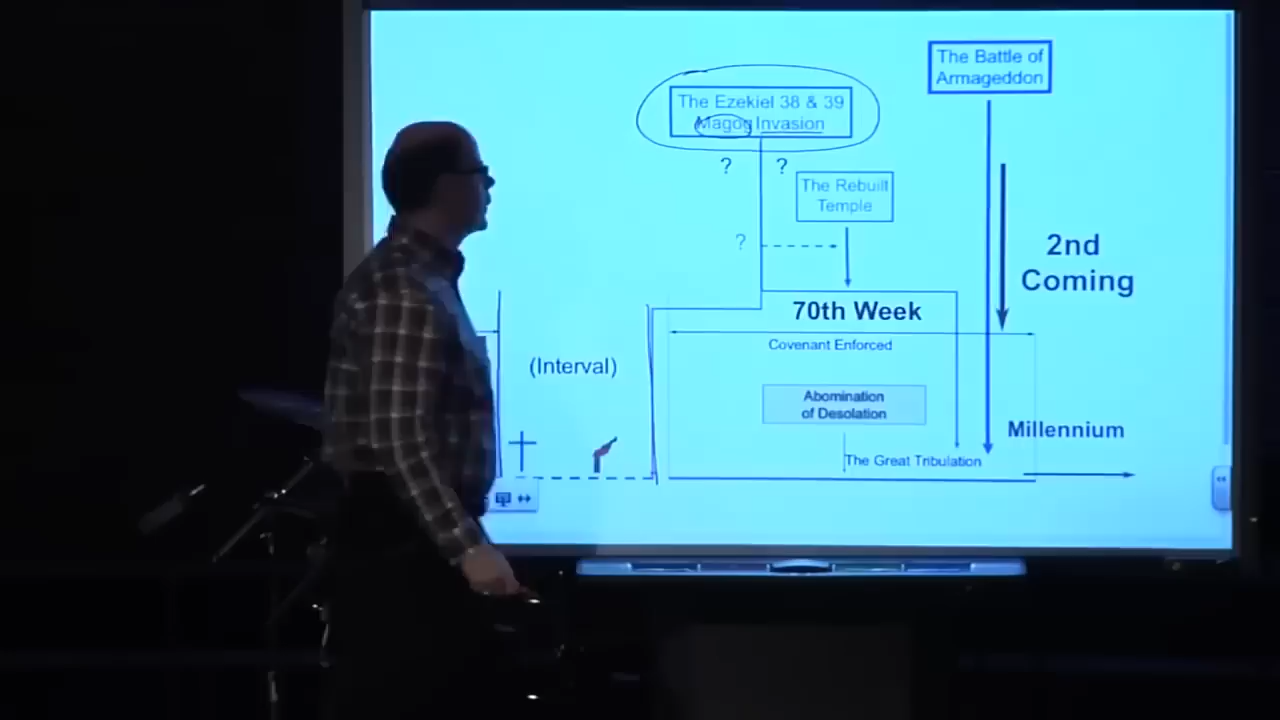 The Battle of
Armageddon
The Ezekiel 38 & 39
Magog Invasion
? ?
The Rebuilt
Temple
?
2nd
Coming
70th Week
Covenant Enforced
(Interval)
Abomination
of Desolation
Millennium
The Great Tribulation